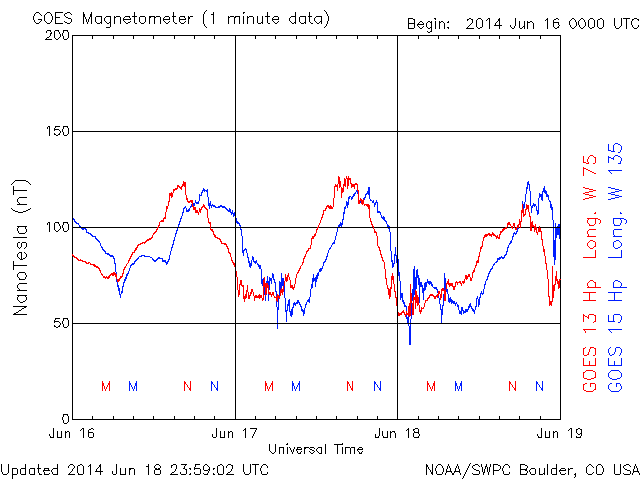 GOES Magnetometer (1 minute data)
Begin: 2014 Jun 16 0000 UTC
200
150
100
50
0
NanoTesla (nT)
M M N N M M N N M M N N
Jun 16 Jun 17 Jun 18 Jun 19
Universal Time
GOES 13 Hp Long. W 75
GOES 15 Hp Long. W 135
Updated 2014 Jun 18 23:59:02 UTC
NOAA/SWPC Boulder, CO USA